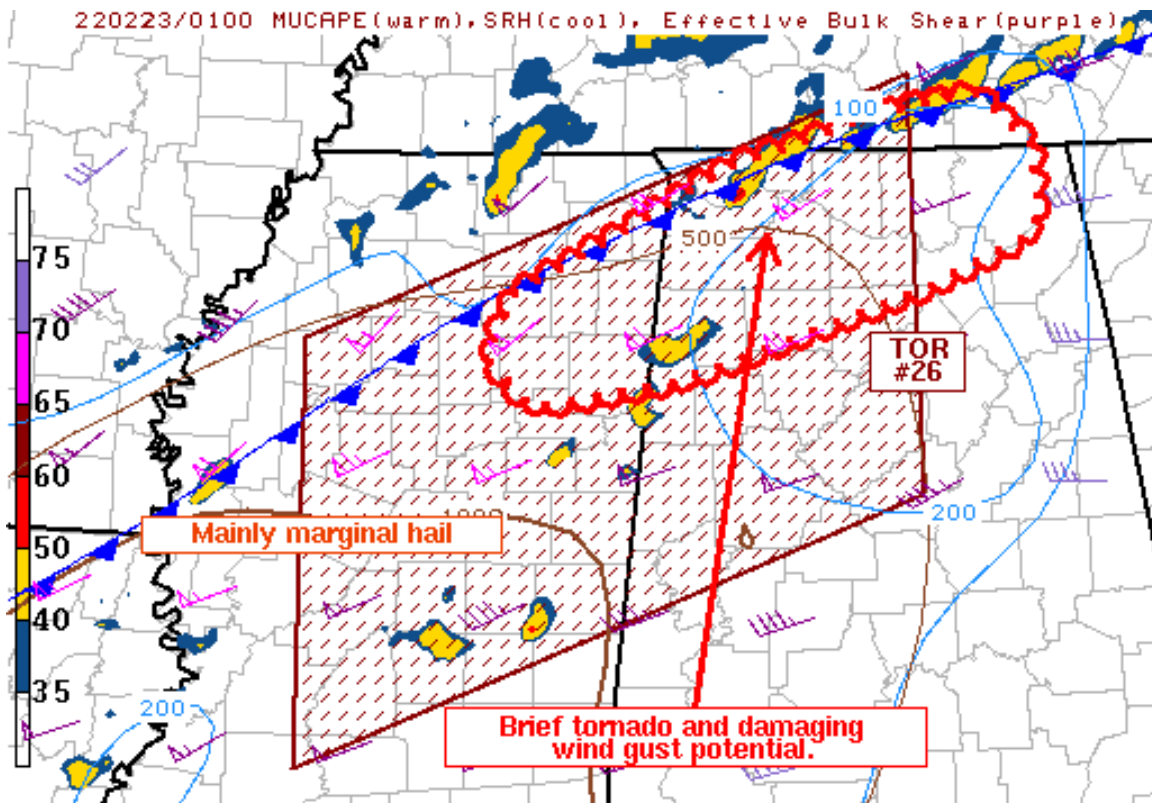 220223/0100 MUCAPE(warm),SRH(cool), Effective Bulk Shear(purple),
100
500
75
70
65
60
50
40
35
TOR
#26
200
1000
Mainly marginal hail
200
Brief tornado and damaging
wind gust potential.